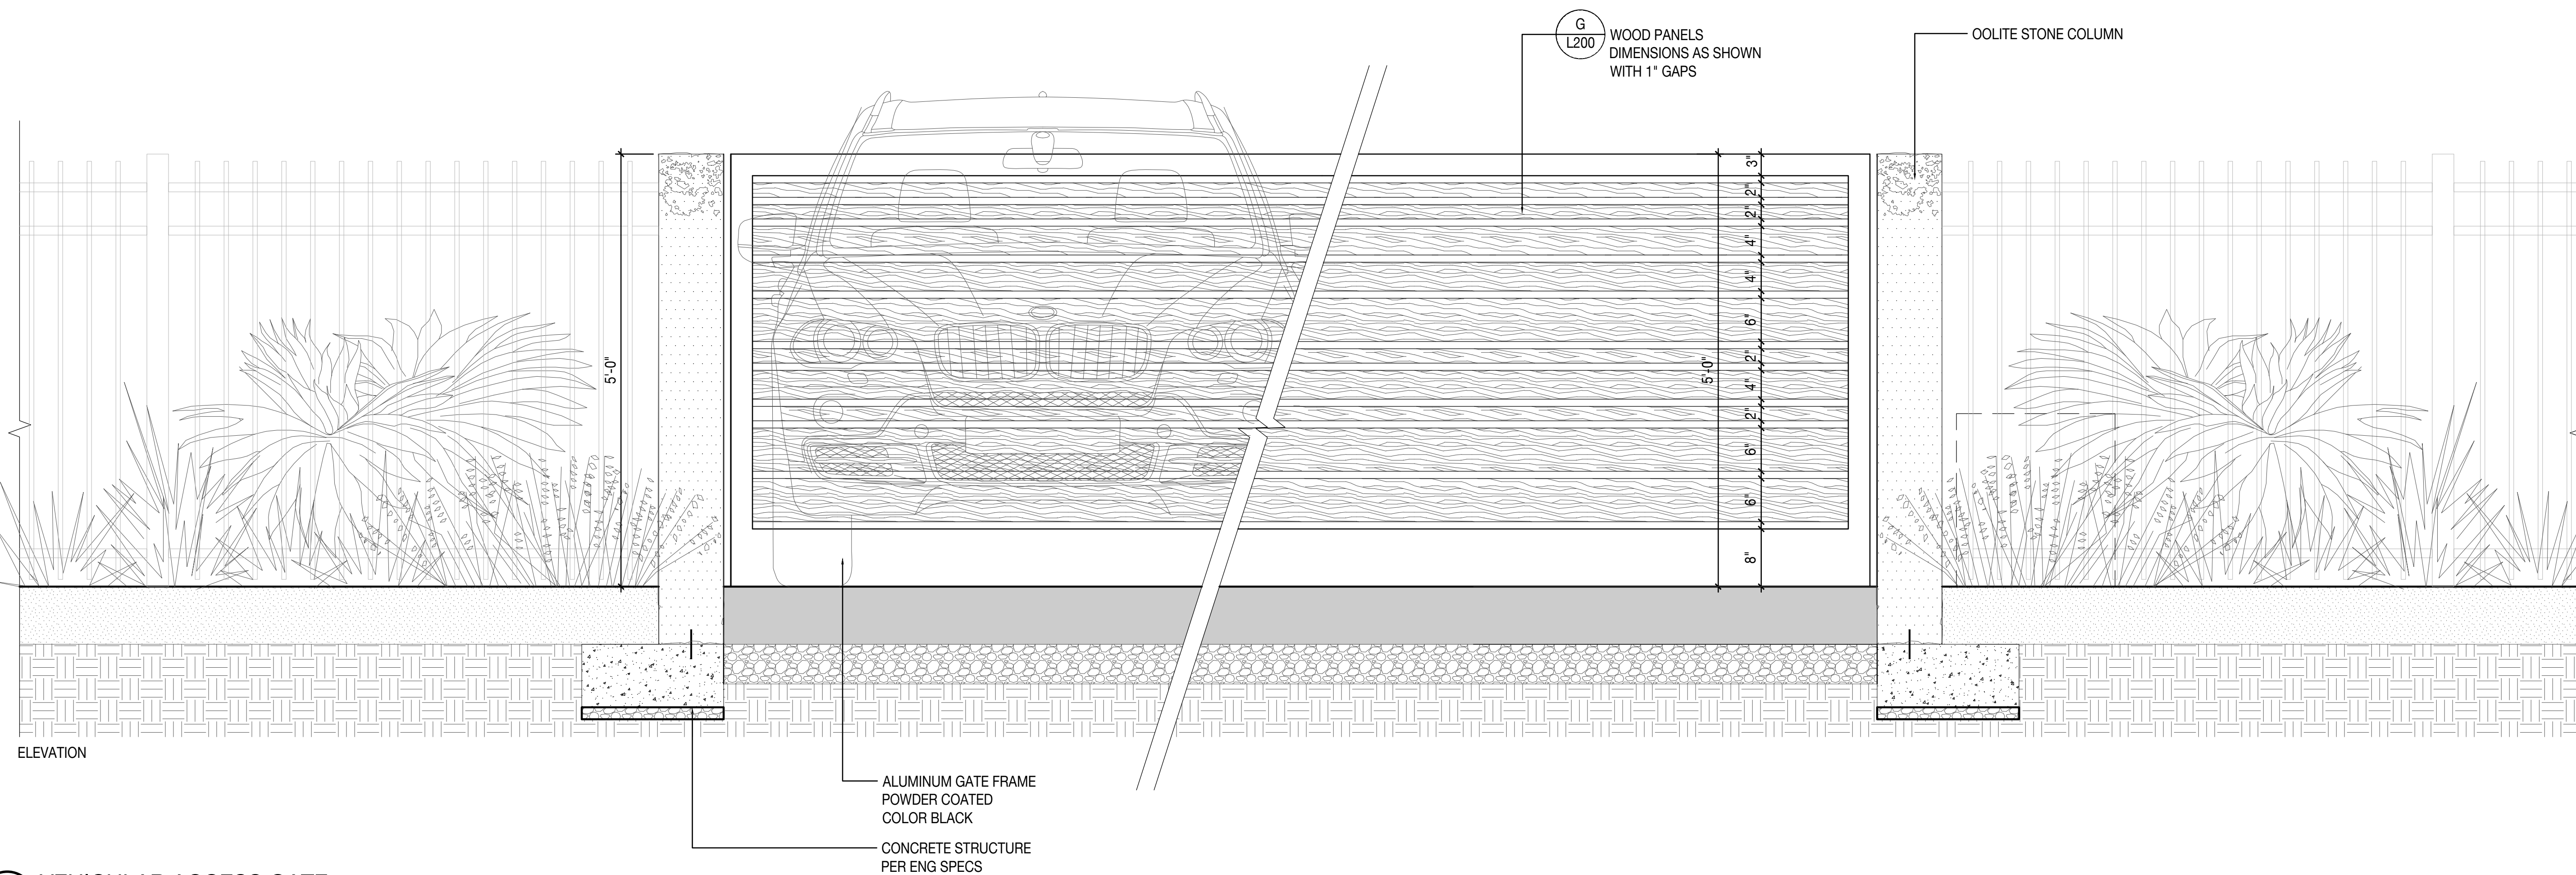 G
L200
WOOD PANELS
DIMENSIONS AS SHOWN
WITH 1" GAPS
OOLITE STONE COLUMN
5'-0"
5'-0"
3"
2"
2"
4"
4"
6"
2"
4"
2"
6"
6"
8"
ELEVATION
ALUMINUM GATE FRAME
POWDER COATED
COLOR BLACK
CONCRETE STRUCTURE
PER ENG SPECS